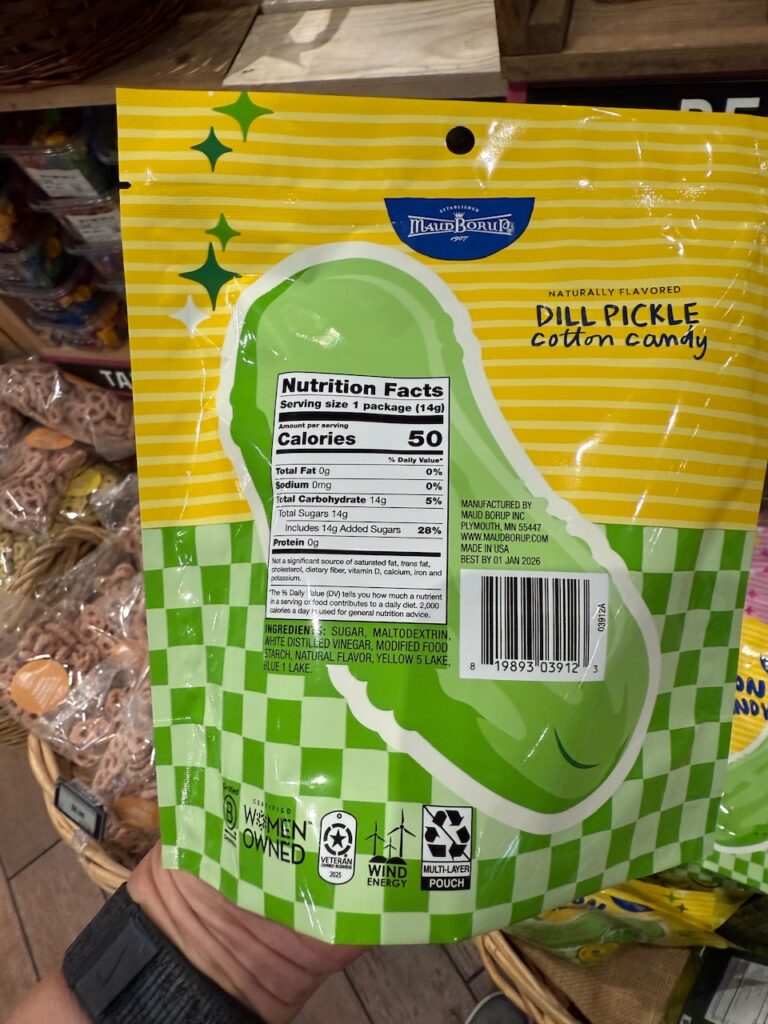 ESTABLISHED
MAUD BORUP
1907
NATURALLY FLAVORED
DILL PICKLE
cotton candy
Nutrition Facts
Serving size 1 package (14g)
Amount per serving
Calories 50
% Daily Value*
Total Fat 0g 0%
Sodium 0mg 0%
Total Carbohydrate 14g 5%
Total Sugars 14g
Includes 14g Added Sugars 28%
Protein 0g
Not a significant source of saturated fat, trans fat,
cholesterol, dietary fiber, vitamin D, calcium, iron and
potassium.
*The % Daily Value (DV) tells you how much a nutrient
in a serving of food contributes to a daily diet. 2,000
calories a day is used for general nutrition advice.
INGREDIENTS: SUGAR, MALTODEXTRIN,
WHITE DISTILLED VINEGAR, MODIFIED FOOD
STARCH, NATURAL FLAVOR, YELLOW 5 LAKE,
BLUE 1 LAKE.
MANUFACTURED BY
MAUD BORUP INC
PLYMOUTH, MN 55447
WWW.MAUDBORUP.COM
MADE IN USA
BEST BY 01 JAN 2026
03912A
8 19893 03912 3
Certified
B
CERTIFIED
WOMEN
OWNED
VETERAN
OWNED BUSINESS
2025
WIND
ENERGY
MULTI-LAYER
POUCH
TA